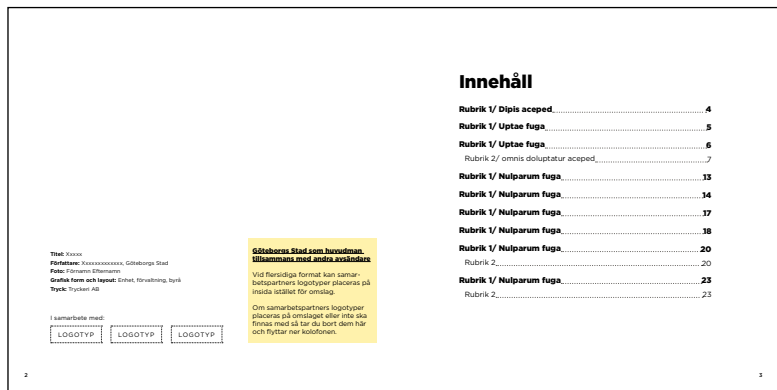 Titel: Xxxxx
Författare: Xxxxxxxxxxxxx, Göteborgs Stad
Foto: Förnamn Efternamn
Grafisk form och layout: Enhet, förvaltning, byrå
Tryck: Tryckeri AB
I samarbete med:
LOGOTYP LOGOTYP LOGOTYP
Göteborgs Stad som huvudman
tillsammans med andra avsändare
Vid flersidiga format kan samar-
betspartners logotyper placeras på
insida istället för omslag.
Om samarbetspartners logotyper
placeras på omslaget eller inte ska
finnas med så tar du bort dem här
och flyttar ner kolofonen.
2
Innehåll
Rubrik 1/ Dipis aceped 4
Rubrik 1/ Uptae fuga 5
Rubrik 1/ Uptae fuga 6
Rubrik 2/ omnis doluptatur aceped 7
Rubrik 1/ Nulparum fuga 13
Rubrik 1/ Nulparum fuga 14
Rubrik 1/ Nulparum fuga 17
Rubrik 1/ Nulparum fuga 18
Rubrik 1/ Nulparum fuga 20
Rubrik 2 20
Rubrik 1/ Nulparum fuga 23
Rubrik 2 23
3